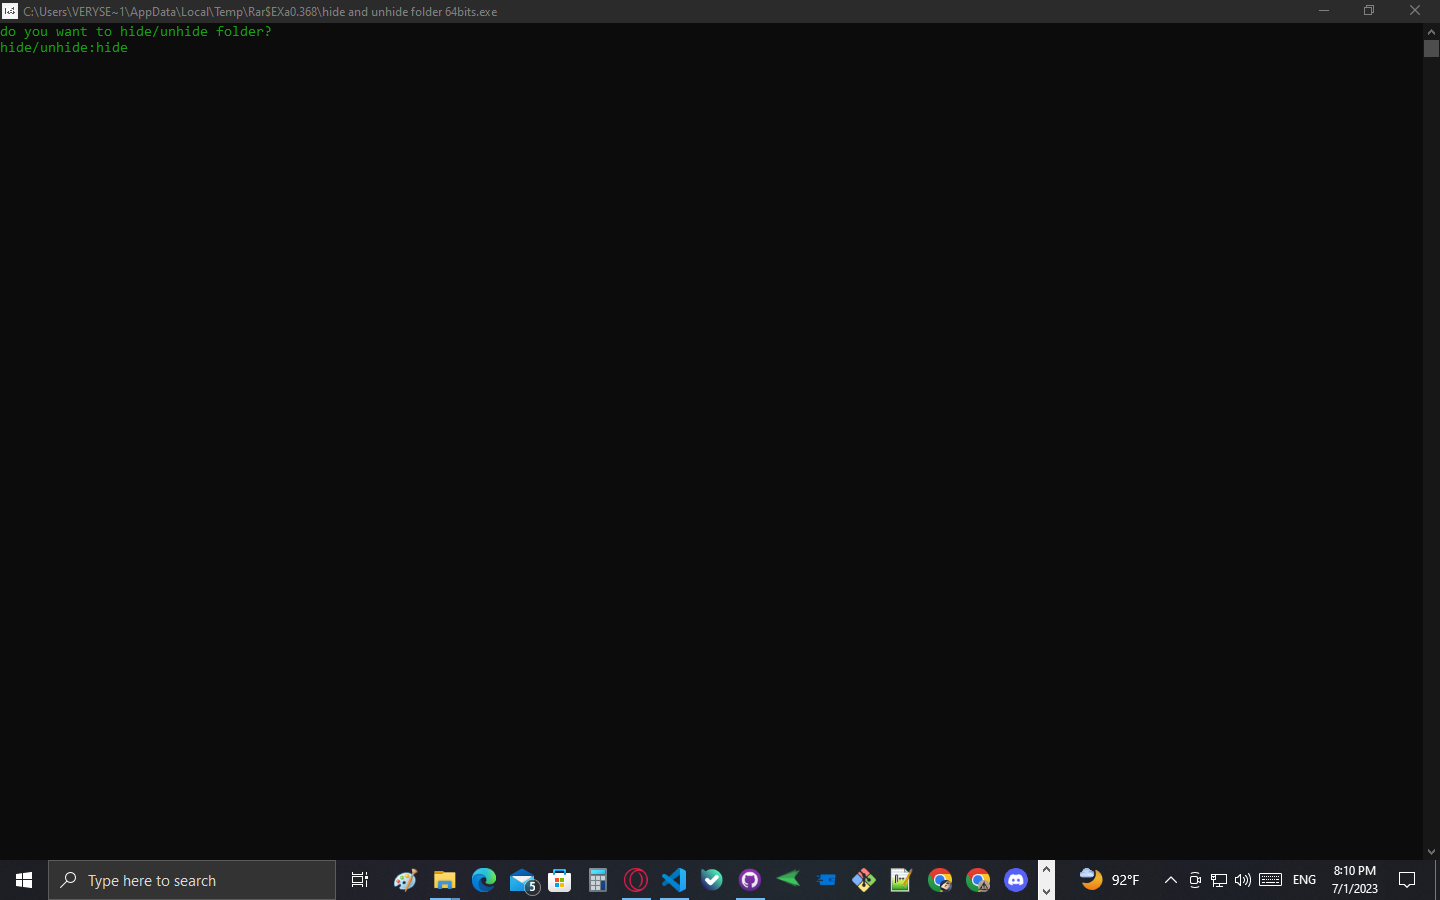 C:\Users\VERYSE~1\AppData\Local\Temp\Rar$EXa0.368\hide and unhide folder 64bits.exe
do you want to hide/unhide folder?
hide/unhide:hide
Type here to search
5
92°F
ENG
8:10 PM
7/1/2023